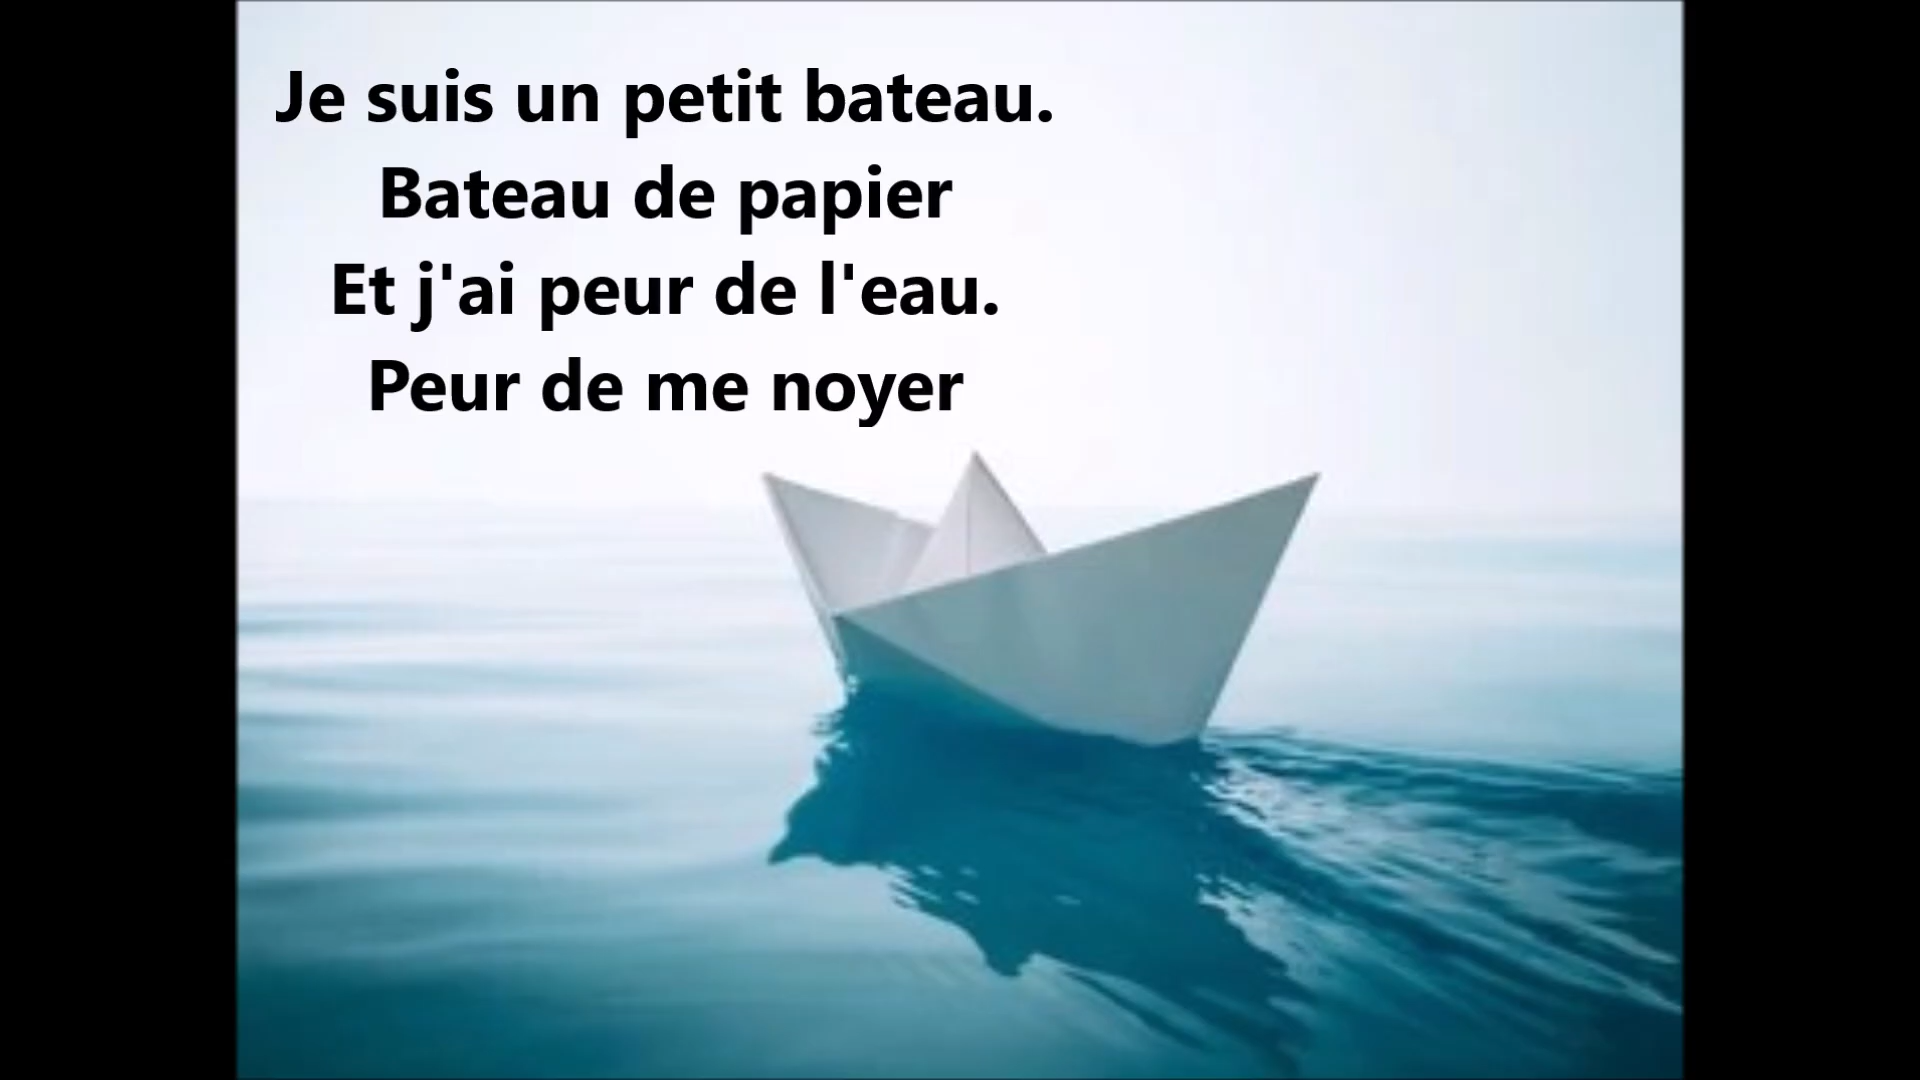 Je suis un petit bateau.
Bateau de papier
Et j'ai peur de l'eau.
Peur de me noyer